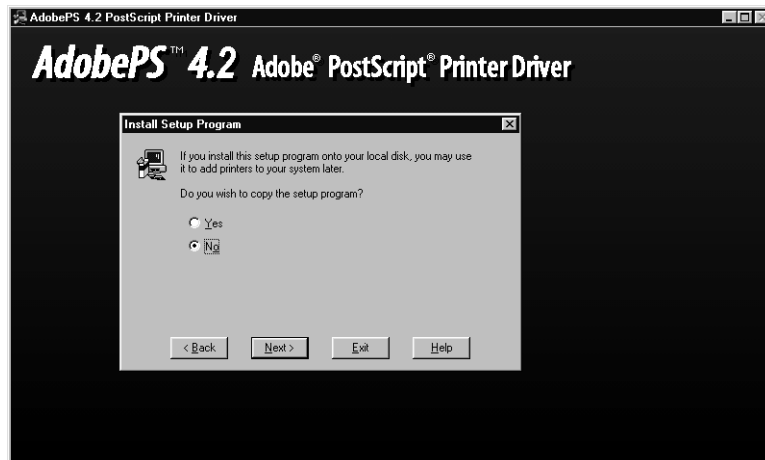 AdobePS 4.2 PostScript Printer Driver
AdobePS™ 4.2 Adobe® PostScript® Printer Driver
Install Setup Program
If you install this setup program onto your local disk, you may use
it to add printers to your system later.
Do you wish to copy the setup program?
Yes
No
< Back Next > Exit Help